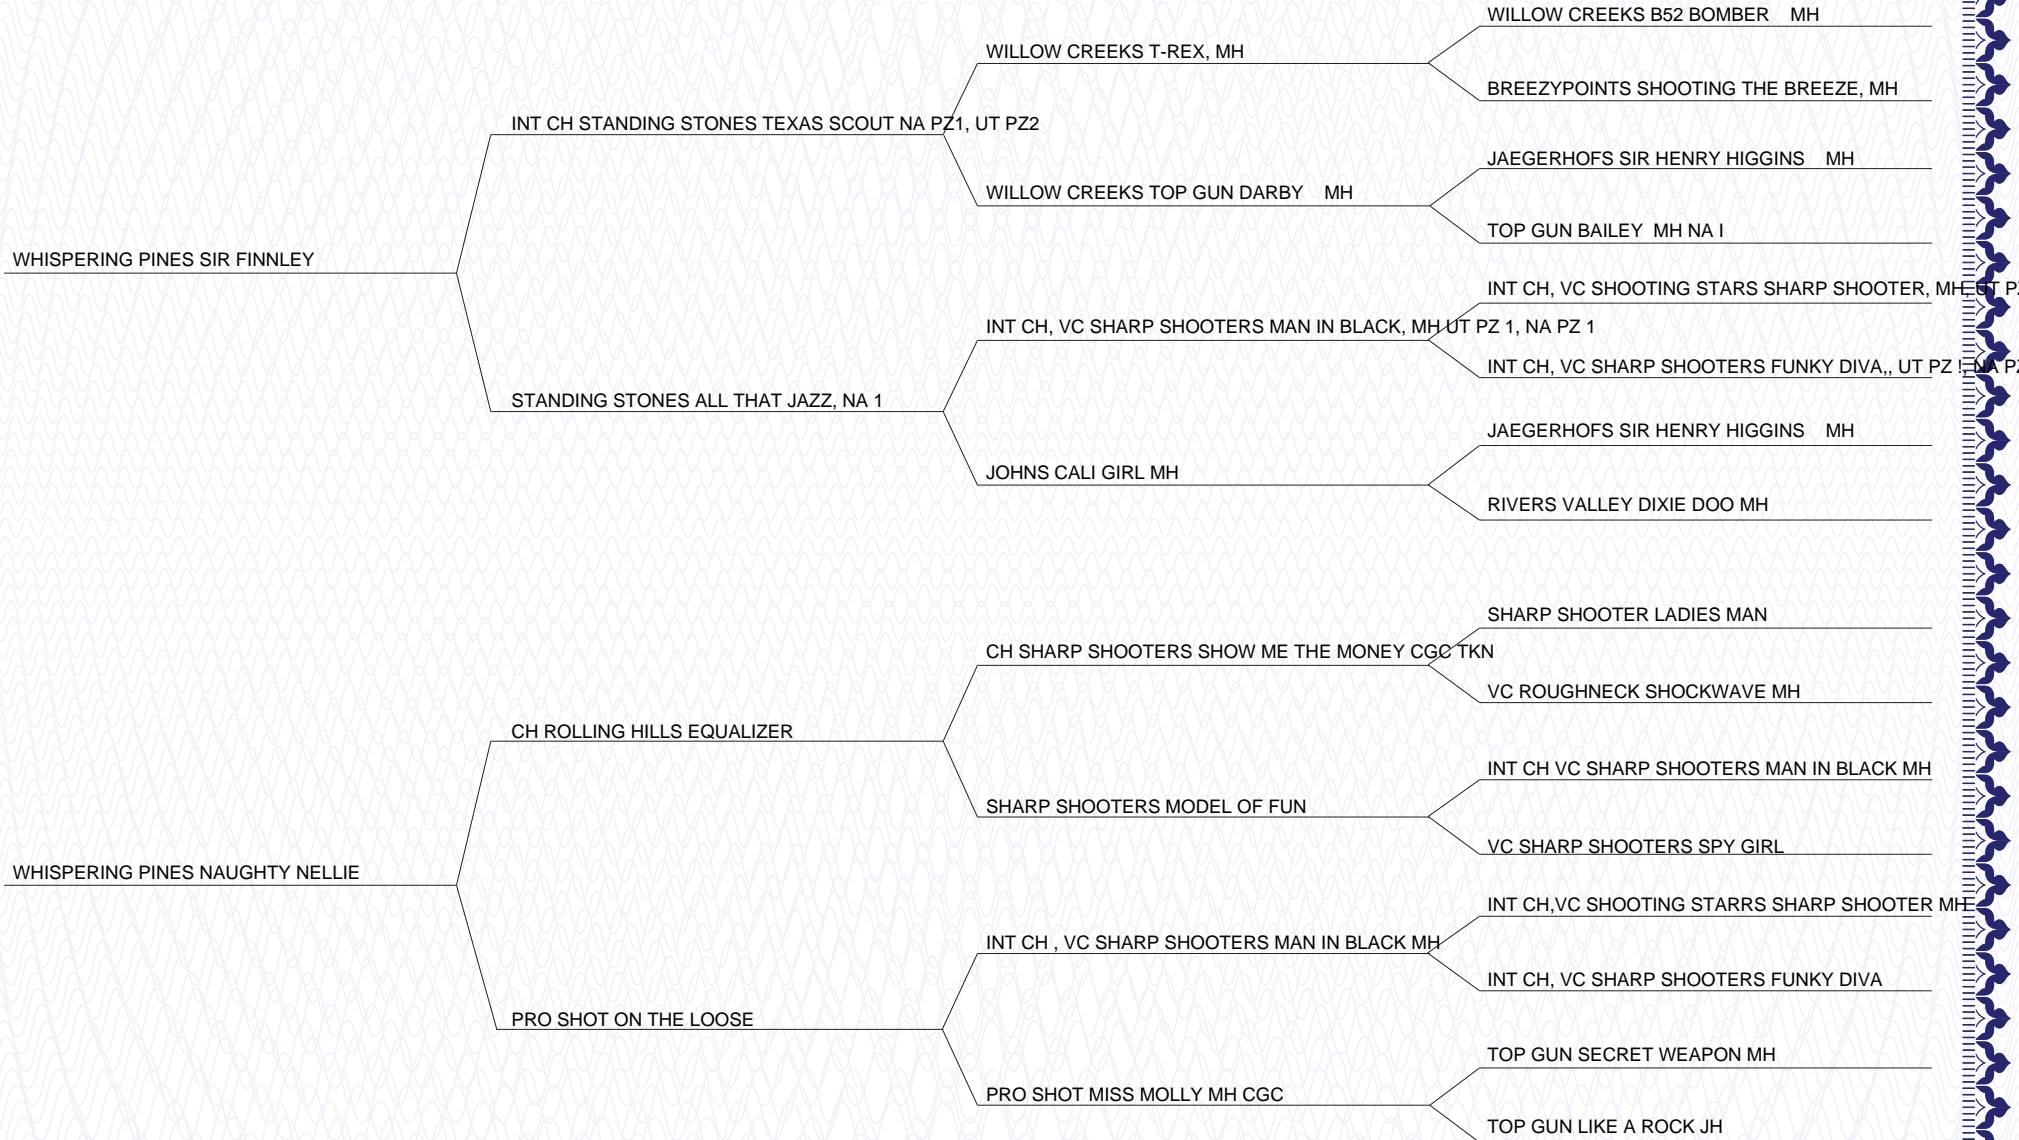 WILLOW CREEKS B52 BOMBER MH
WILLOW CREEKS T-REX, MH
BREEZYPOINTS SHOOTING THE BREEZE, MH
INT CH STANDING STONES TEXAS SCOUT NA PZ1, UT PZ2
JAEGERHOFS SIR HENRY HIGGINS MH
WILLOW CREEKS TOP GUN DARBY MH
TOP GUN BAILEY MH NA I
WHISPERING PINES SIR FINNLEY
INT CH, VC SHOOTING STARS SHARP SHOOTER, MH, UT PZ
INT CH, VC SHARP SHOOTERS MAN IN BLACK, MH UT PZ 1, NA PZ 1
INT CH, VC SHARP SHOOTERS FUNKY DIVA,, UT PZ !, NA PZ
STANDING STONES ALL THAT JAZZ, NA 1
JAEGERHOFS SIR HENRY HIGGINS MH
JOHNS CALI GIRL MH
RIVERS VALLEY DIXIE DOO MH
SHARP SHOOTER LADIES MAN
CH SHARP SHOOTERS SHOW ME THE MONEY CGC TKN
VC ROUGHNECK SHOCKWAVE MH
CH ROLLING HILLS EQUALIZER
INT CH VC SHARP SHOOTERS MAN IN BLACK MH
SHARP SHOOTERS MODEL OF FUN
VC SHARP SHOOTERS SPY GIRL
WHISPERING PINES NAUGHTY NELLIE
INT CH,VC SHOOTING STARRS SHARP SHOOTER MH
INT CH , VC SHARP SHOOTERS MAN IN BLACK MH
INT CH, VC SHARP SHOOTERS FUNKY DIVA
PRO SHOT ON THE LOOSE
TOP GUN SECRET WEAPON MH
PRO SHOT MISS MOLLY MH CGC
TOP GUN LIKE A ROCK JH